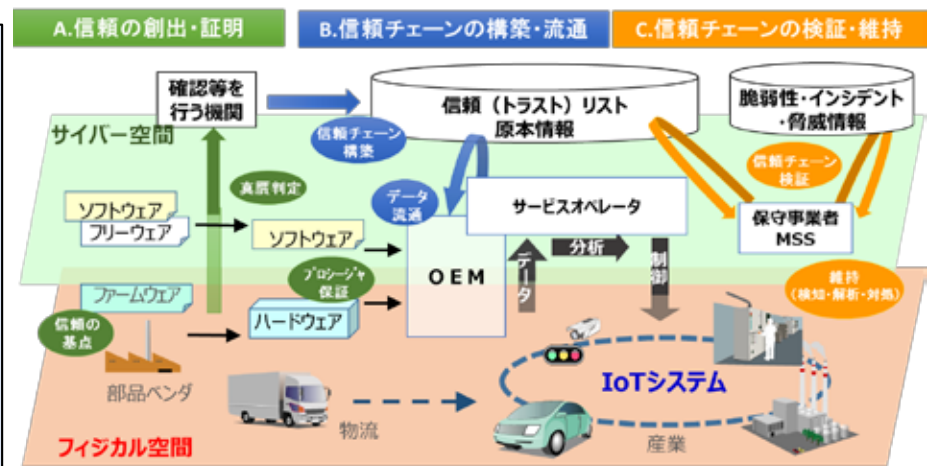 A.信頼の創出・証明
B.信頼チェーンの構築・流通
C.信頼チェーンの検証・維持
確認等を
行う機関
信頼（トラスト）リスト
原本情報
脆弱性・インシデント
・脅威情報
サイバー空間
信頼チェーン
構築
信頼チェーン
検証
真贋判定
データ
流通
サービスオペレータ
保守事業者
MSS
ソフトウェア
フリーウェア
ソフトウェア
OEM
データ
分析
制御
プロシージャ
保証
維持
（検知・解析・対処）
ファームウェア
信頼の
基点
ハードウェア
部品ベンダ
IoTシステム
物流
産業
フィジカル空間